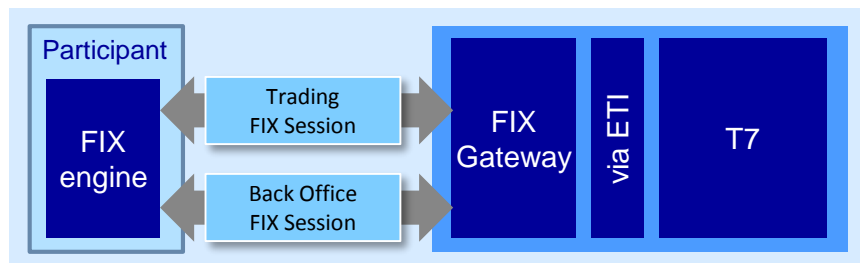 Participant
FIX
engine
Trading
FIX Session
Back Office
FIX Session
FIX
Gateway
via ETI
T7